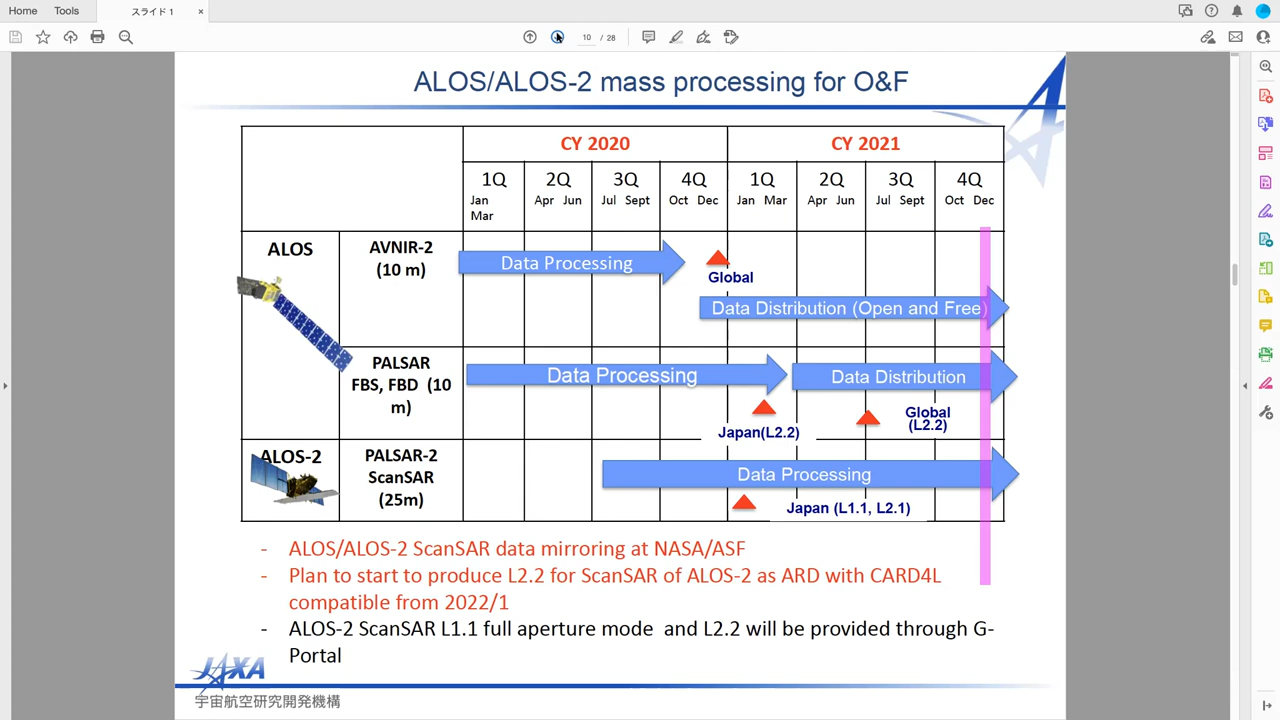 Home Tools スライド 1 ×
10 / 28
ALOS/ALOS-2 mass processing for O&F
CY 2020 CY 2021
1Q 2Q 3Q 4Q 1Q 2Q 3Q 4Q
Jan Mar Apr Jun Jul Sept Oct Dec Jan Mar Apr Jun Jul Sept Oct Dec
ALOS
AVNIR-2
(10 m)
Data Processing
Global
Data Distribution (Open and Free)
PALSAR
FBS, FBD (10
m)
Data Processing
Data Distribution
Japan(L2.2)
Global
(L2.2)
ALOS-2
PALSAR-2
ScanSAR
(25m)
Data Processing
Japan (L1.1, L2.1)
- ALOS/ALOS-2 ScanSAR data mirroring at NASA/ASF
- Plan to start to produce L2.2 for ScanSAR of ALOS-2 as ARD with CARD4L
compatible from 2022/1
- ALOS-2 ScanSAR L1.1 full aperture mode and L2.2 will be provided through G-
Portal
JAXA
宇宙航空研究開発機構